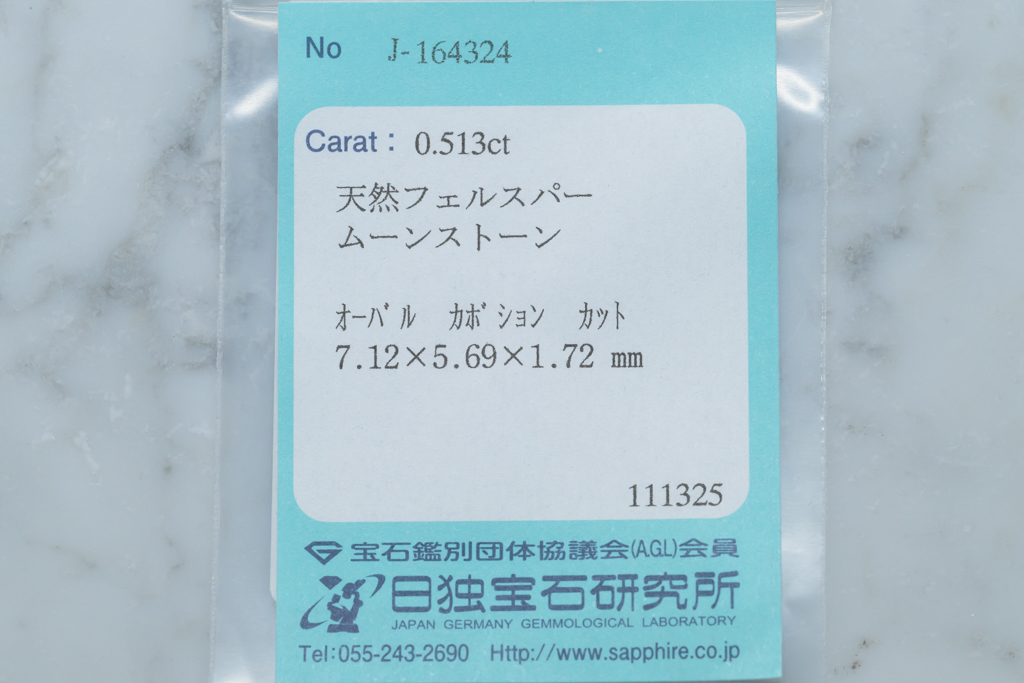 No J-164324
Carat: 0.513ct
天然フェルスパー
ムーンストーン
オーバル カボション カット
7.12×5.69×1.72 ㎜
111325
宝石鑑別団体協議会(A.G.L)会員
日独宝石研究所
JAPAN GERMANY GEMMOLOGICAL LABORATORY
Tel:055-243-2690 Http://www.sapphire.co.jp